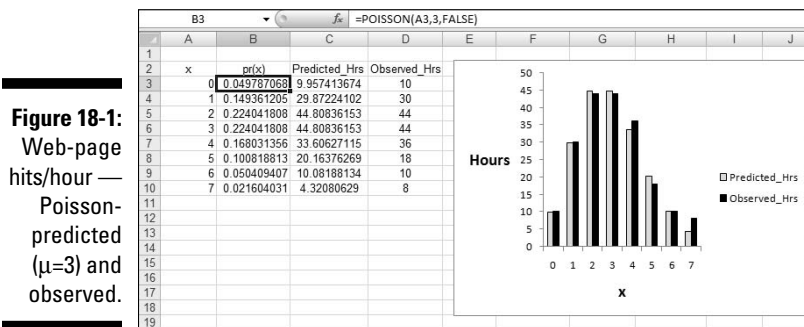 Figure 18-1:
Web-page
hits/hour —
Poisson-
predicted
(μ=3) and
observed.
B3 fx =POISSON(A3,3,FALSE)
A B C D E F G H I J
1
2 x pr(x) Predicted_Hrs Observed_Hrs
3 0 0.049787068 9.957413674 10
4 1 0.149361205 29.87224102 30
5 2 0.224041808 44.80836153 44
6 3 0.224041808 44.80836153 44
7 4 0.168031356 33.60627115 36
8 5 0.100818813 20.16376269 18
9 6 0.050409407 10.08188134 10
10 7 0.021604031 4.32080629 8
11
12
13
14
15
16
17
18
19
50
45
40
35
30
25
20
15
10
5
0
Hours
0 1 2 3 4 5 6 7
x
Predicted_Hrs
Observed_Hrs